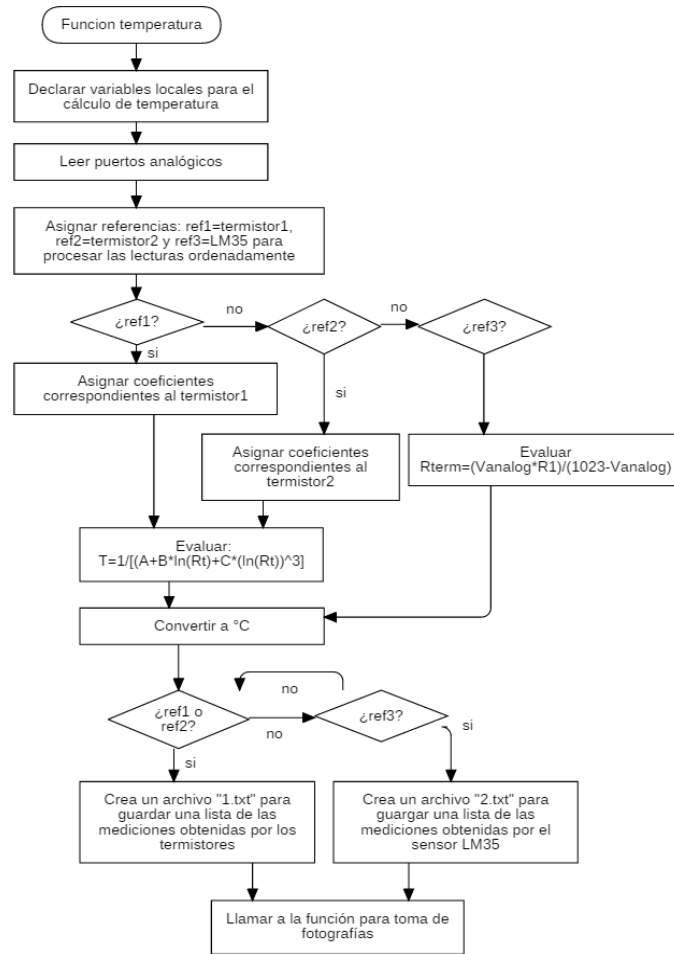 Funcion temperatura
Declarar variables locales para el
cálculo de temperatura
Leer puertos analógicos
Asignar referencias: ref1=termistor1,
ref2=termistor2 y ref3=LM35 para
procesar las lecturas ordenadamente
¿ref1?
no
¿ref2?
no
¿ref3?
si
Asignar coeficientes
correspondientes al termistor1
si
Asignar coeficientes
correspondientes al
termistor2
Evaluar
Rterm=(Vanalog*R1)/(1023-Vanalog)
Evaluar:
T=1/[(A+B*ln(Rt)+C*(ln(Rt))^3]
Convertir a °C
¿ref1 o
ref2?
no
no
¿ref3?
si
si
Crea un archivo "1.txt" para
guardar una lista de las
mediciones obtenidas por los
termistores
Crea un archivo "2.txt" para
guargar una lista de las
mediciones obtenidas por el
sensor LM35
Llamar a la función para toma de
fotografías